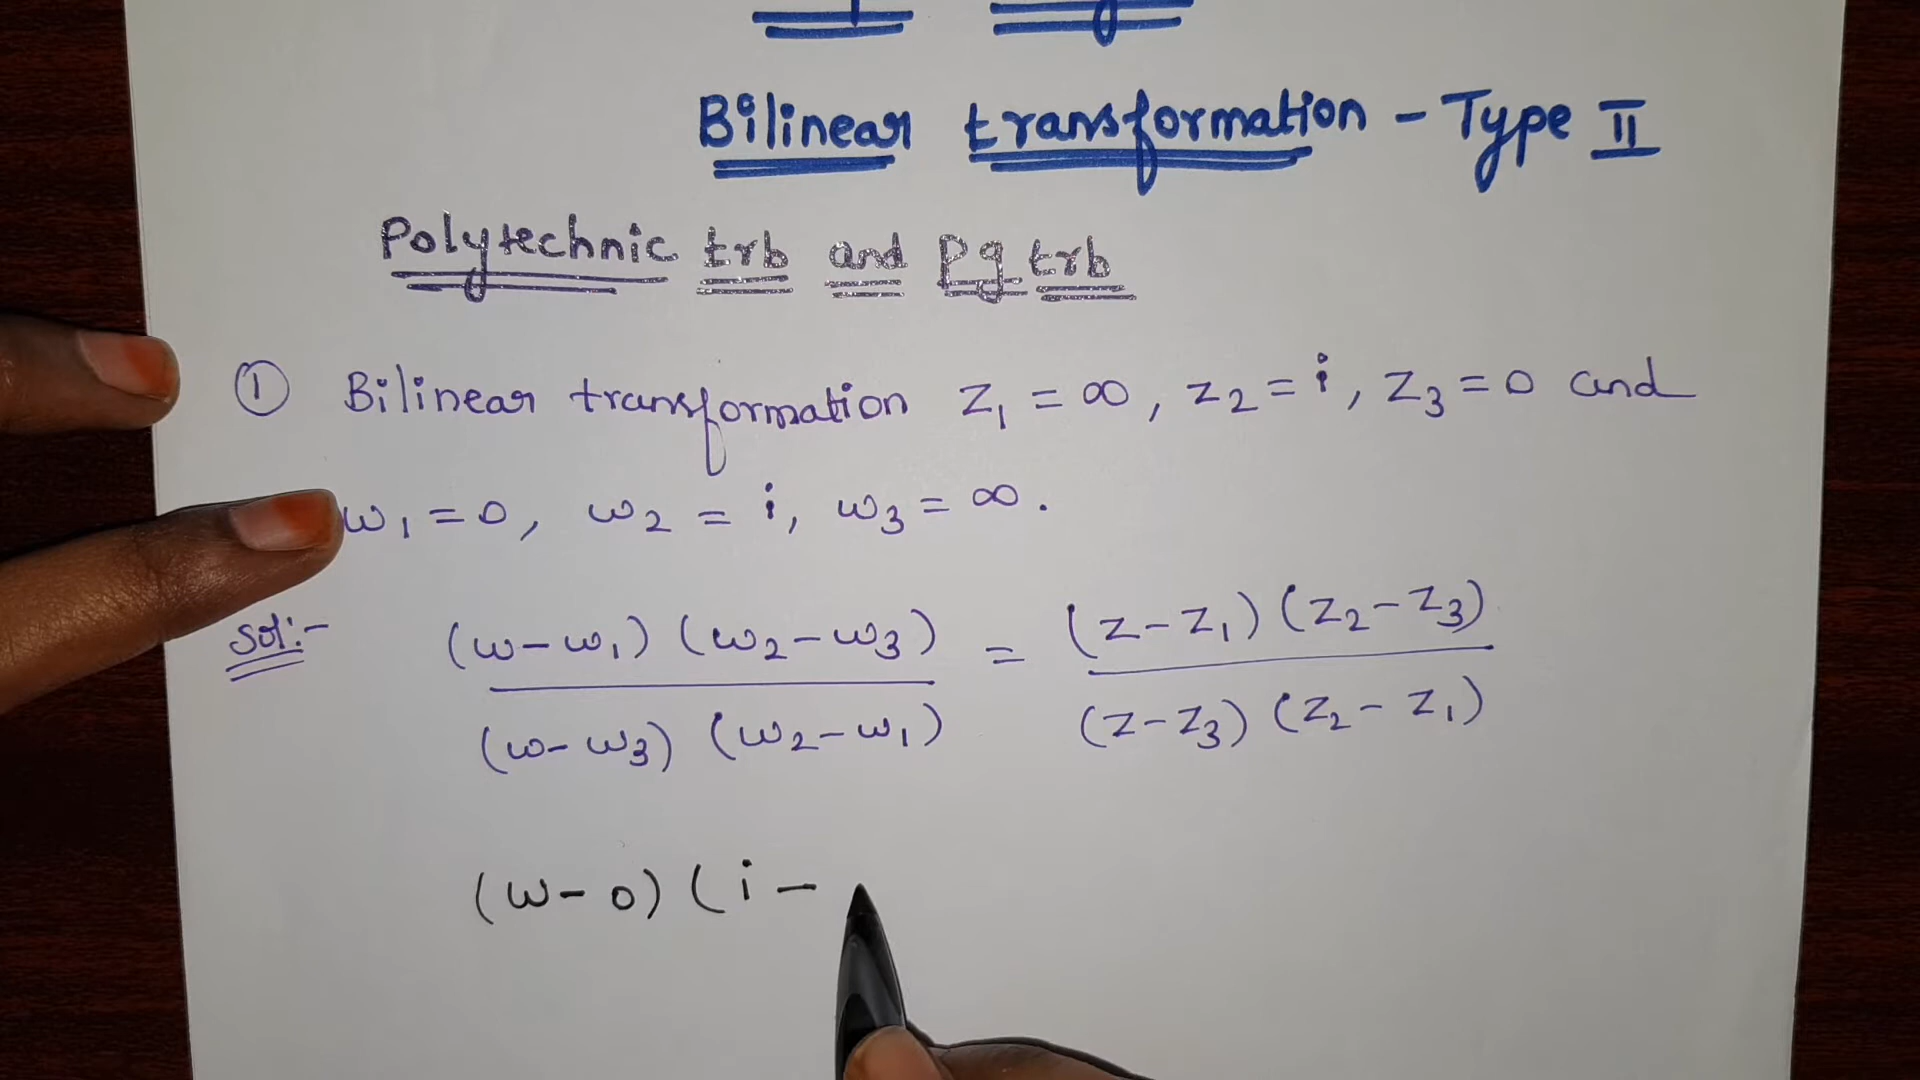 Bilinear transformation - Type II
Polytechnic trb and pg trb
① Bilinear transformation z₁ = ∞, z₂ = i, z₃ = 0 and
w₁ = 0, w₂ = i, w₃ = ∞.
Sol:- (w-w₁) (w₂-w₃) / (w-w₃) (w₂-w₁) = (z-z₁) (z₂-z₃) / (z-z₃) (z₂-z₁)
(w-0) (i -